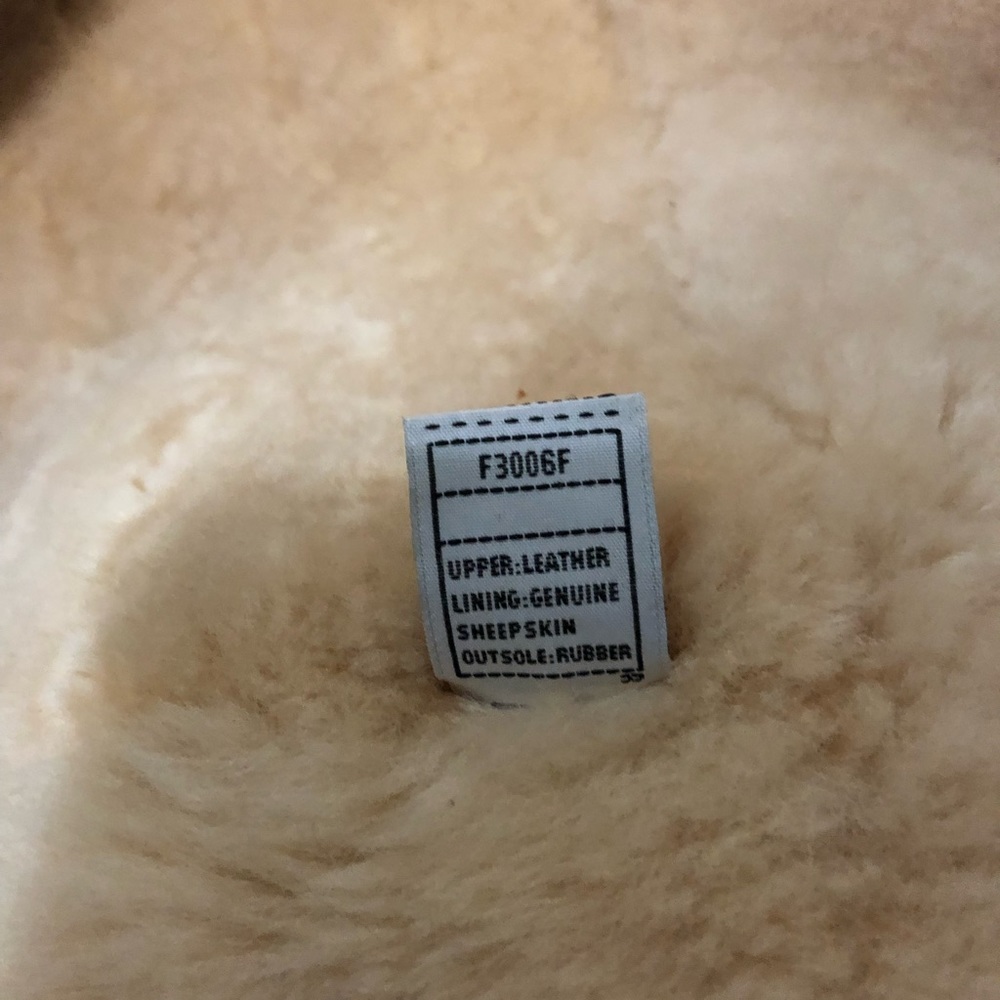 F3006F
UPPER:LEATHER
LINING:GENUINE
SHEEPSKIN
OUTSOLE:RUBBER